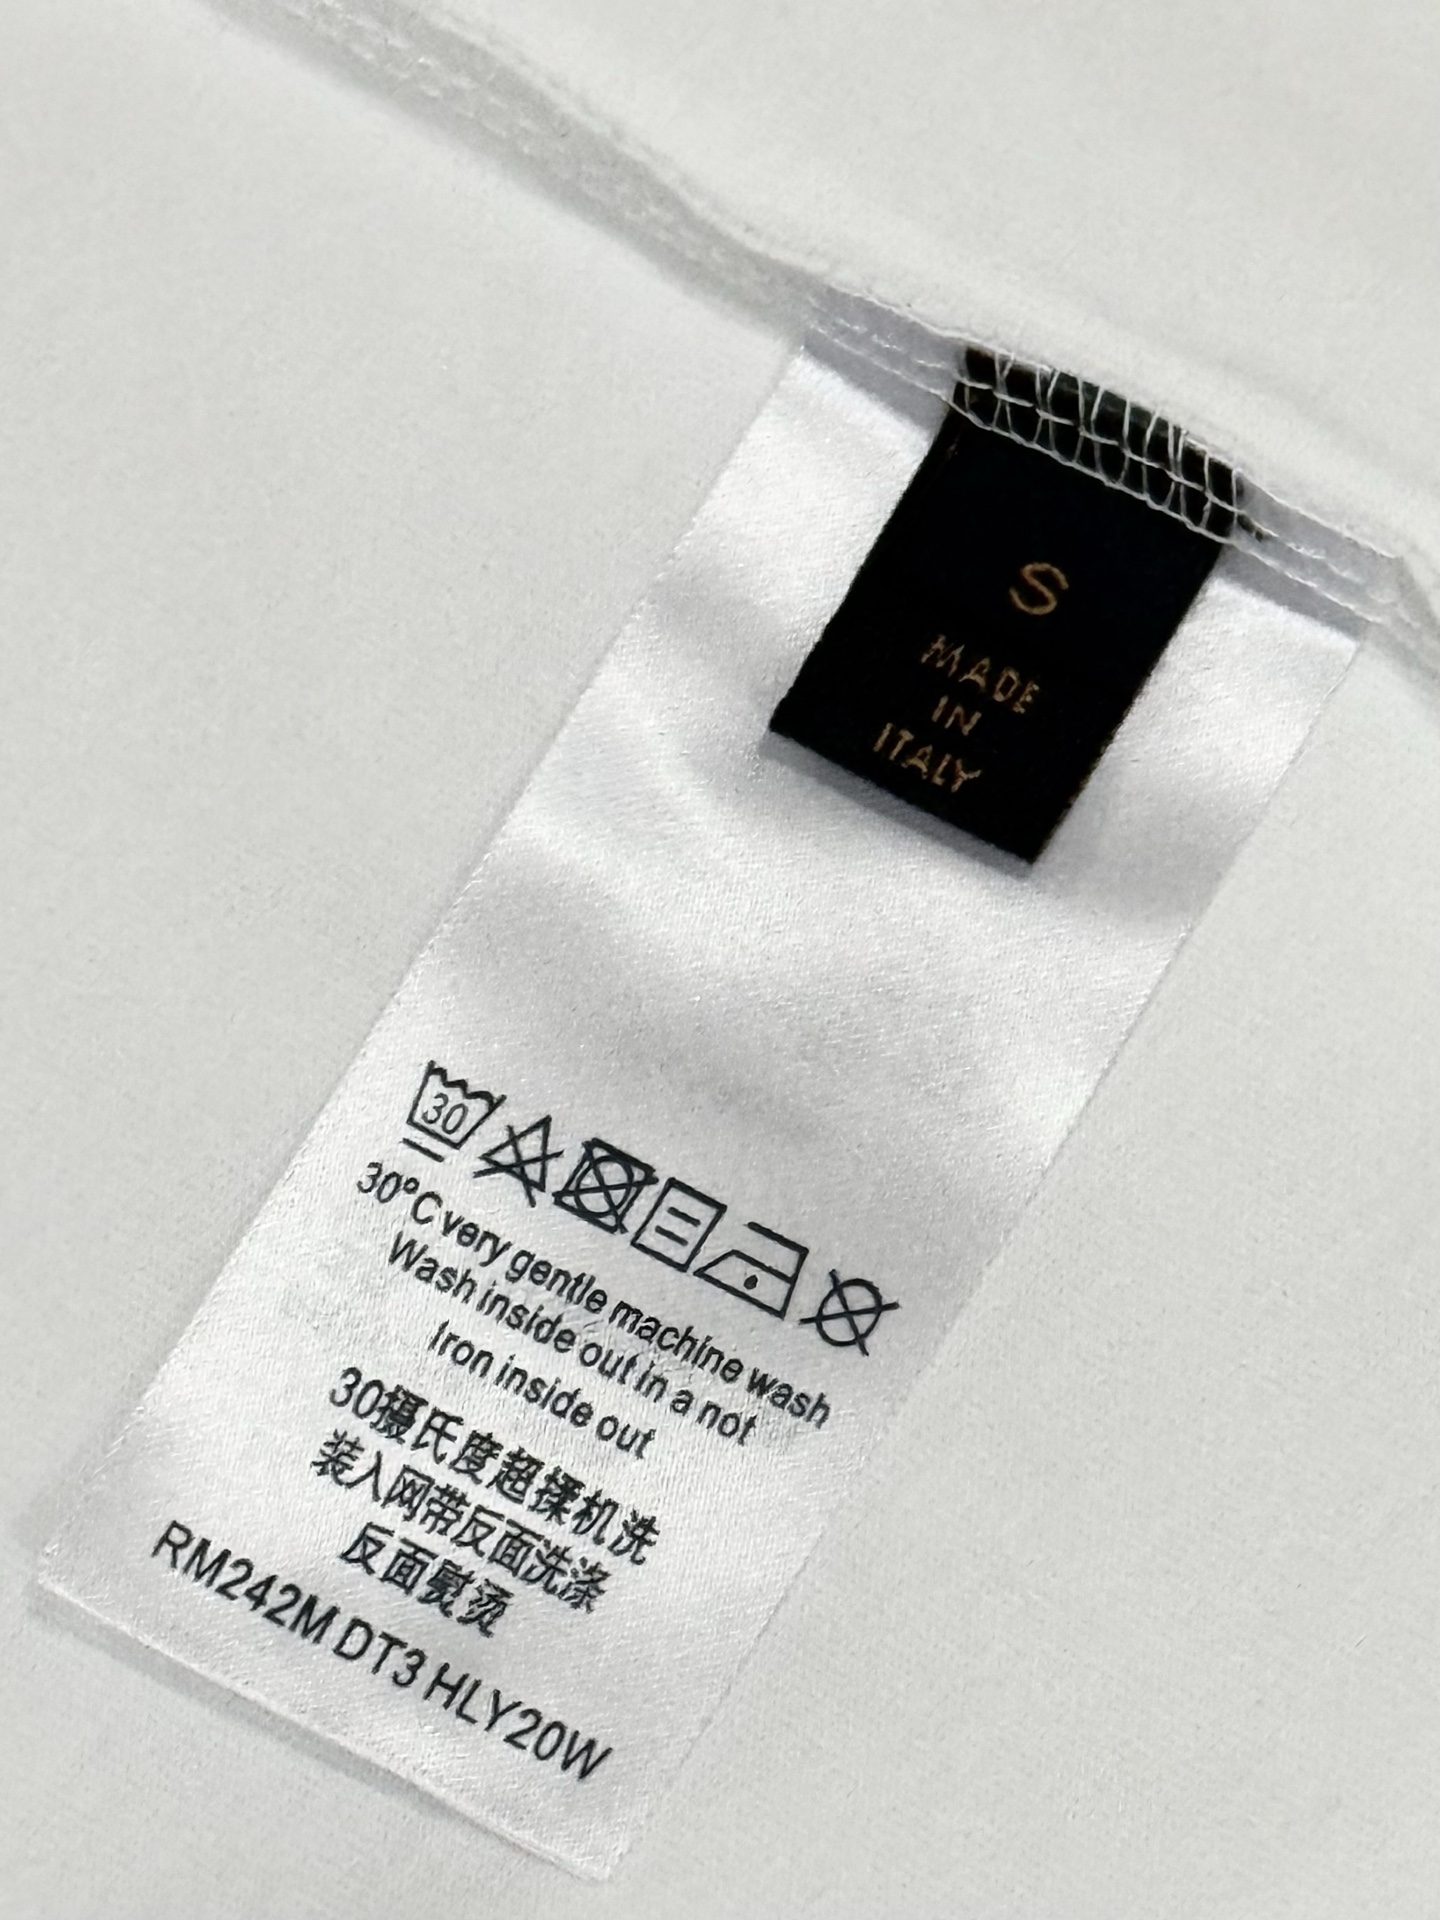 S
MADE
IN
ITALY
30
30°C very gentle machine wash
Wash inside out in a not
Iron inside out
30摄氏度超揉机洗
装入网带反面洗涤
反面熨烫
RM242M DT3 HLY20W